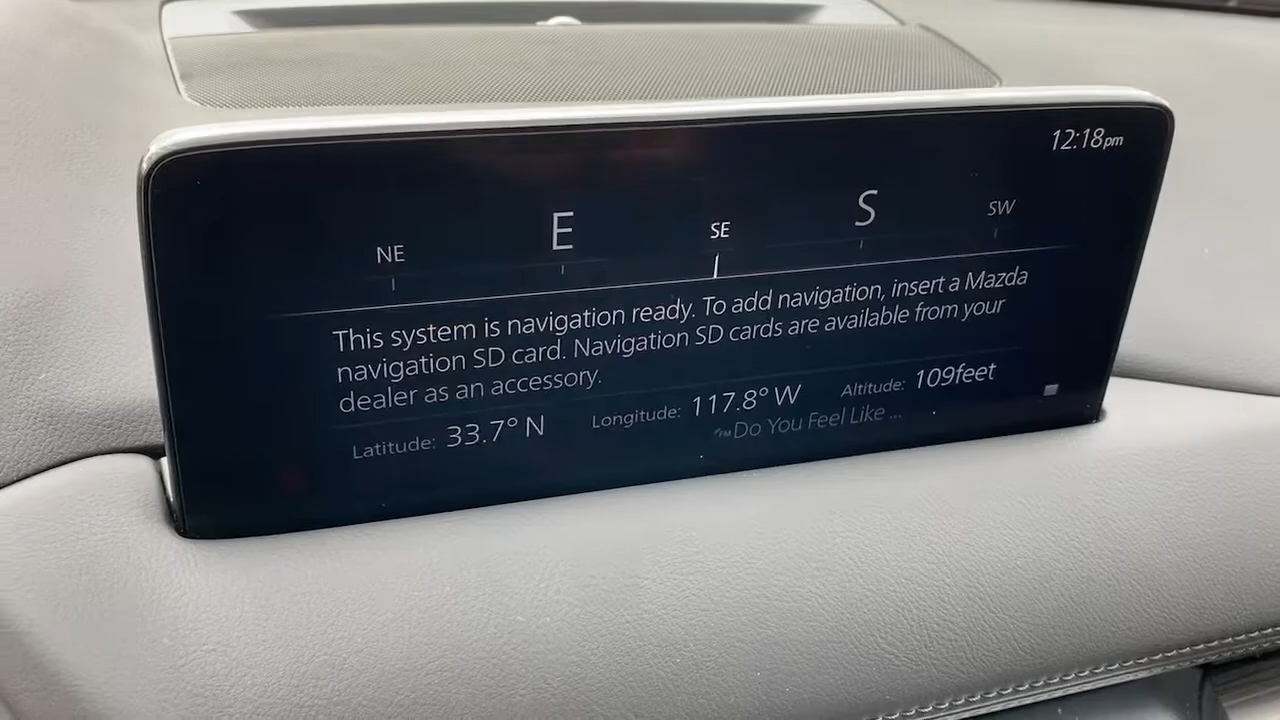 12:18pm
NE E SE S SW
This system is navigation ready. To add navigation, insert a Mazda
navigation SD card. Navigation SD cards are available from your
dealer as an accessory.
Latitude: 33.7° N Longitude: 117.8° W Altitude: 109feet
FM Do You Feel Like ...